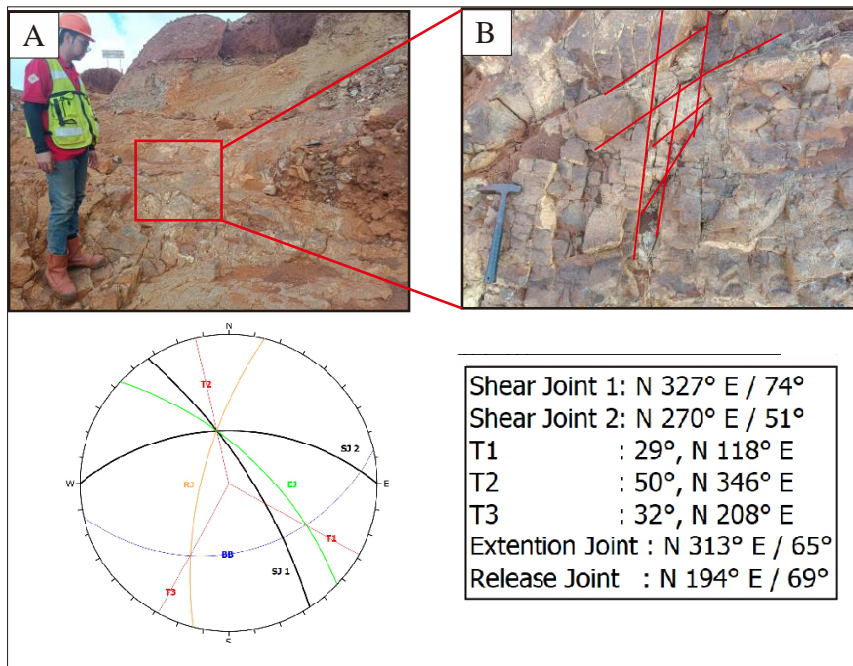 A
B
N
T2
SJ 2
W
RJ
EJ
E
T1
BB
SJ 1
T3
S
Shear Joint 1: N 327° E / 74°
Shear Joint 2: N 270° E / 51°
T1 : 29°, N 118° E
T2 : 50°, N 346° E
T3 : 32°, N 208° E
Extention Joint : N 313° E / 65°
Release Joint : N 194° E / 69°